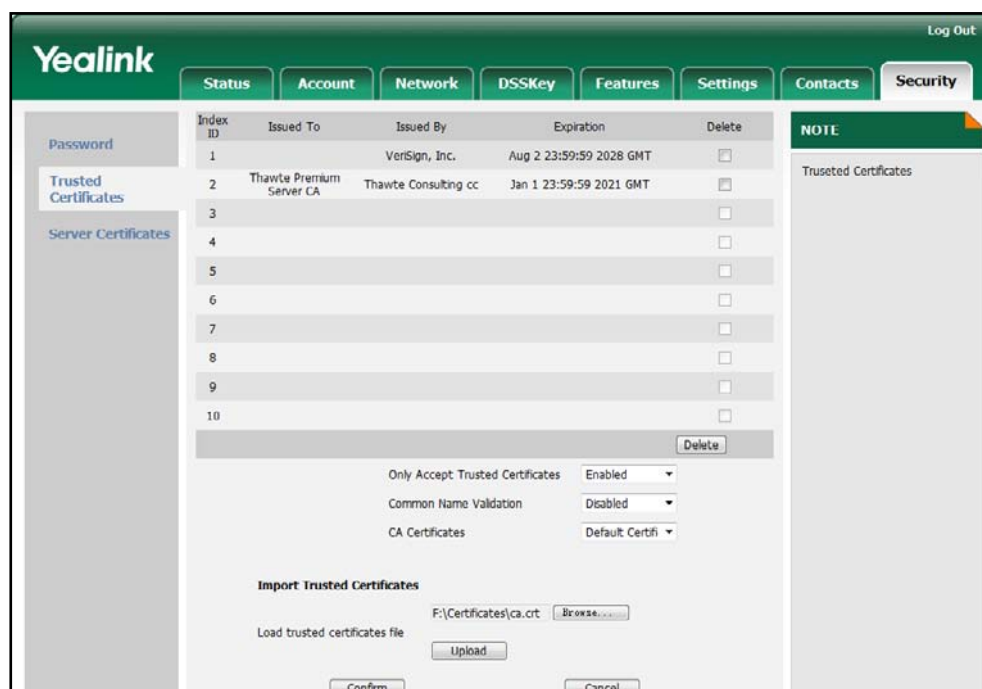 Log Out
Yealink
Status Account Network DSSKey Features Settings Contacts Security
Password
Trusted
Certificates
Server Certificates
Index
ID Issued To Issued By Expiration Delete
1 VeriSign, Inc. Aug 2 23:59:59 2028 GMT
2 Thawte Premium
Server CA Thawte Consulting cc Jan 1 23:59:59 2021 GMT
3
4
5
6
7
8
9
10
Delete
Only Accept Trusted Certificates Enabled
Common Name Validation Disabled
CA Certificates Default Certifi
Import Trusted Certificates
F:\Certificates\ca.crt Browse...
Load trusted certificates file
Upload
Confirm Cancel
NOTE
Truseted Certificates